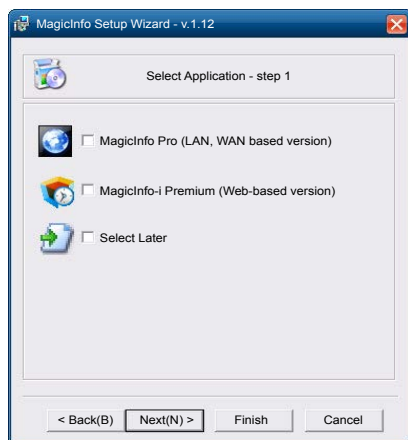 MagicInfo Setup Wizard - v.1.12
Select Application - step 1
MagicInfo Pro (LAN, WAN based version)
MagicInfo-i Premium (Web-based version)
Select Later
< Back(B) Next(N) > Finish Cancel